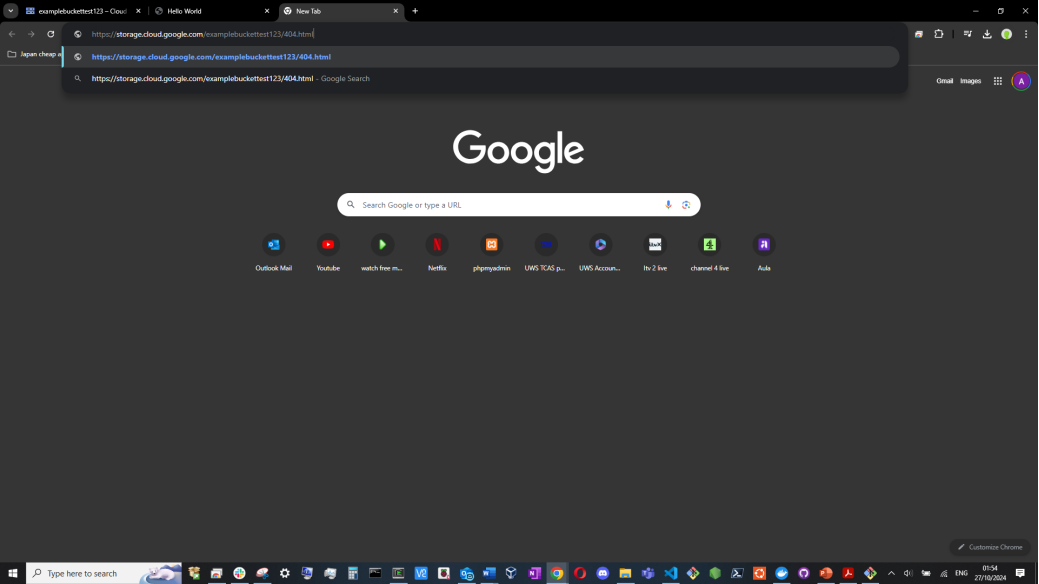 examplebuckettest123 – Cloud
Hello World
New Tab
https://storage.cloud.google.com/examplebuckettest123/404.html
Japan cheap a
https://storage.cloud.google.com/examplebuckettest123/404.html
https://storage.cloud.google.com/examplebuckettest123/404.html - Google Search
Gmail Images
A
Google
Search Google or type a URL
Outlook Mail
Youtube
watch free m...
Netflix
phpmyadmin
UWS TCAS p...
UWS Accoun...
Itv 2 live
channel 4 live
Aula
Customize Chrome
Type here to search
ENG
01:54
27/10/2024